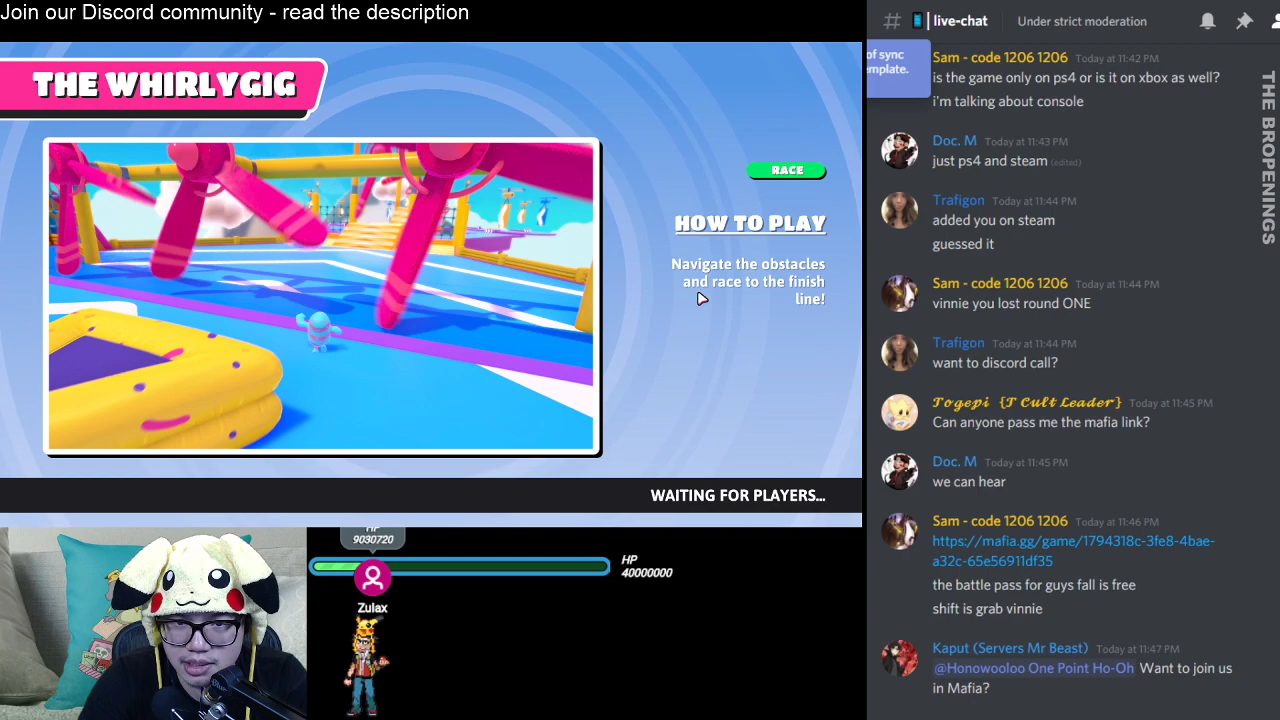 Join our Discord community - read the description
THE WHIRLYGIG
RACE
HOW TO PLAY
Navigate the obstacles
and race to the finish
line!
WAITING FOR PLAYERS...
HP
9030720
HP
40000000
Zulax
# live-chat Under strict moderation
of sync
emplate.
Sam - code 1206 1206 Today at 11:42 PM
is the game only on ps4 or is it on xbox as well?
i'm talking about console
Doc. M Today at 11:43 PM
just ps4 and steam (edited)
Trafigon Today at 11:44 PM
added you on steam
guessed it
Sam - code 1206 1206 Today at 11:44 PM
vinnie you lost round ONE
Trafigon Today at 11:44 PM
want to discord call?
Togepi {T Cult Leader} Today at 11:45 PM
Can anyone pass me the mafia link?
Doc. M Today at 11:45 PM
we can hear
Sam - code 1206 1206 Today at 11:46 PM
https://mafia.gg/game/1794318c-3fe8-4bae-
a32c-65e56911df35
the battle pass for guys fall is free
shift is grab vinnie
Kaput (Servers Mr Beast) Today at 11:47 PM
@Honowooloo One Point Ho-Oh Want to join us
in Mafia?
THE BROPENINGS